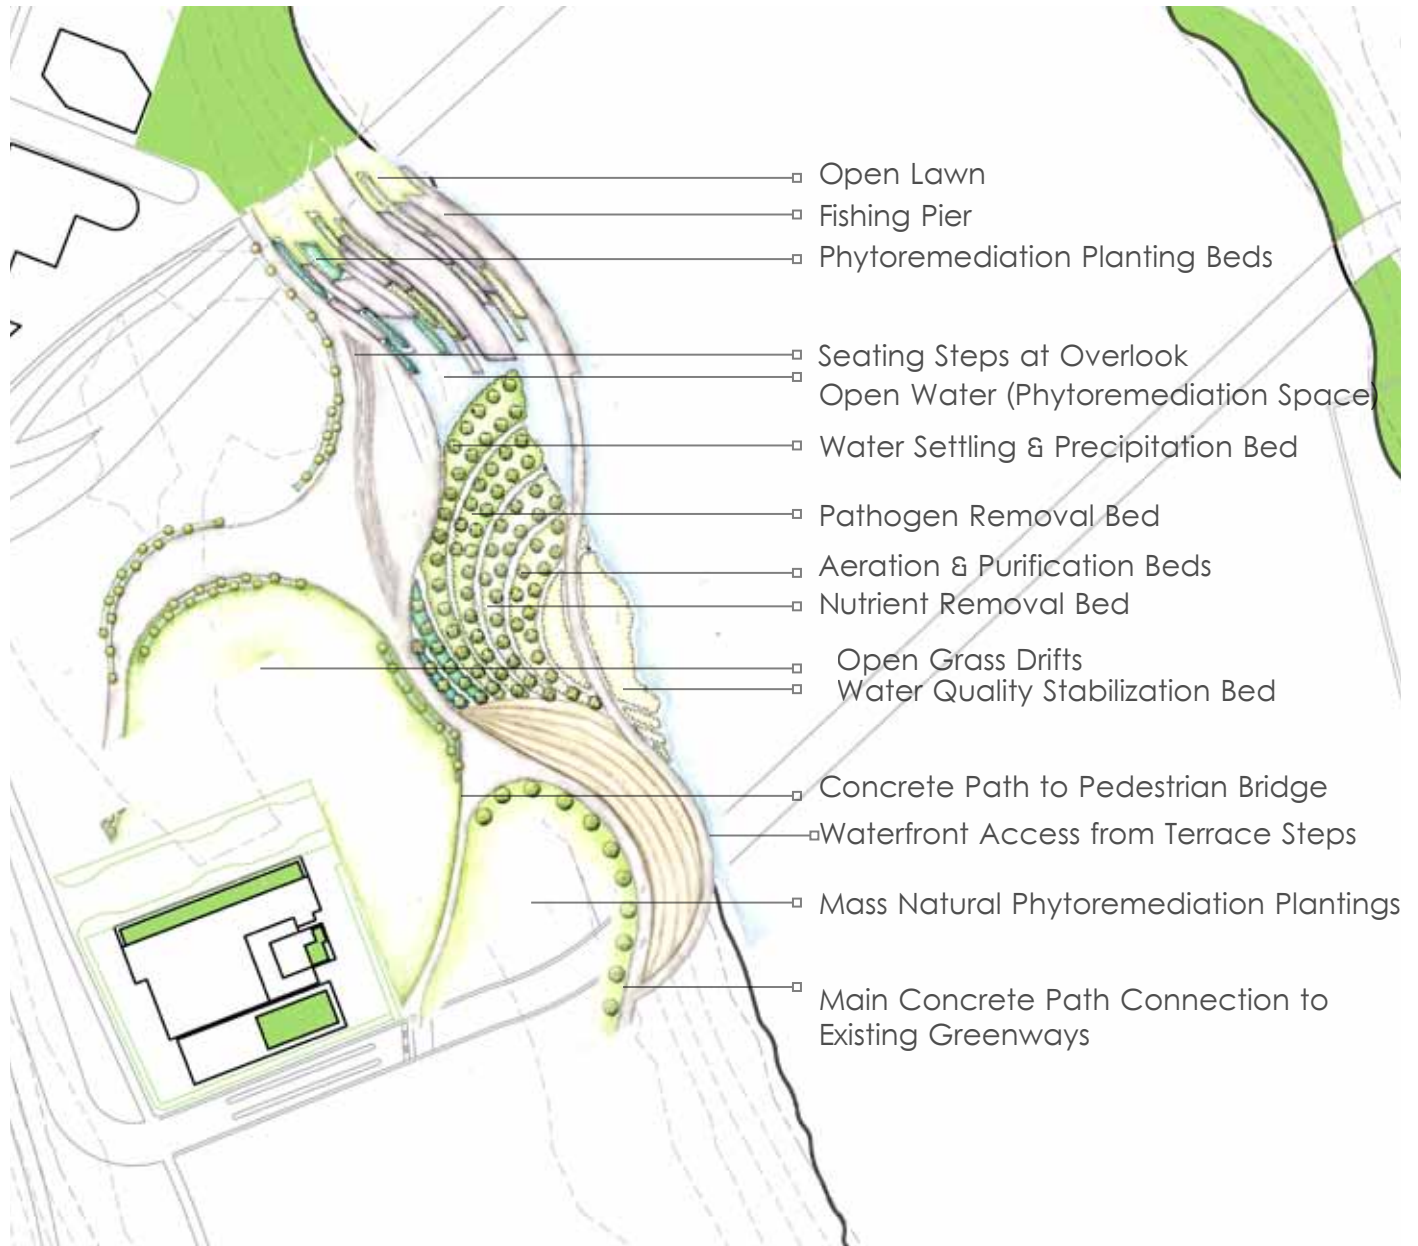 Open Lawn
Fishing Pier
Phytoremediation Planting Beds
Seating Steps at Overlook
Open Water (Phytoremediation Space)
Water Settling & Precipitation Bed
Pathogen Removal Bed
Aeration & Purification Beds
Nutrient Removal Bed
Open Grass Drifts
Water Quality Stabilization Bed
Concrete Path to Pedestrian Bridge
Waterfront Access from Terrace Steps
Mass Natural Phytoremediation Plantings
Main Concrete Path Connection to
Existing Greenways